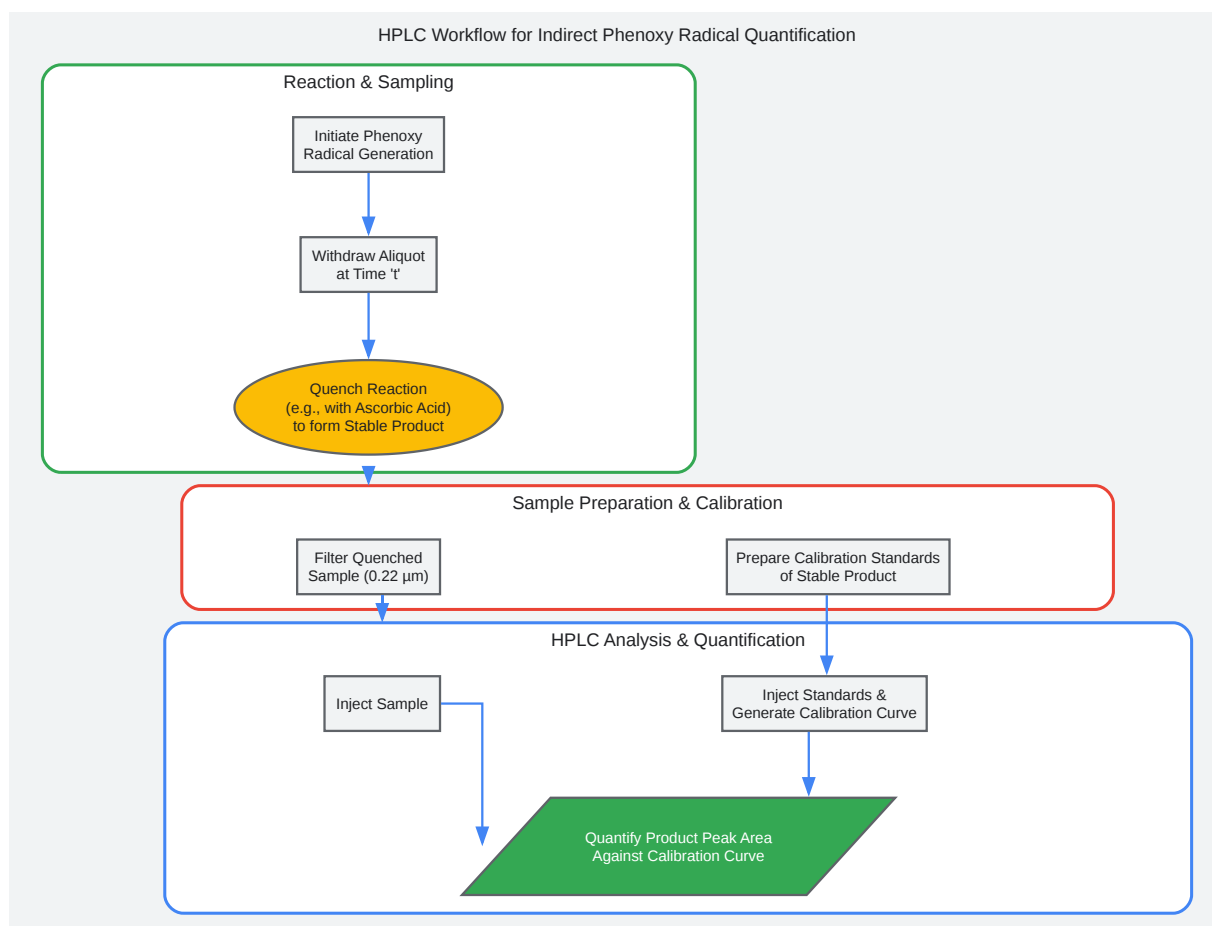 HPLC Workflow for Indirect Phenoxy Radical Quantification
Reaction & Sampling
Initiate Phenoxy
Radical Generation
Withdraw Aliquot
at Time 't'
Quench Reaction
(e.g., with Ascorbic Acid)
to form Stable Product
Sample Preparation & Calibration
Filter Quenched
Sample (0.22 µm)
Prepare Calibration Standards
of Stable Product
HPLC Analysis & Quantification
Inject Sample
Inject Standards &
Generate Calibration Curve
Quantify Product Peak Area
Against Calibration Curve